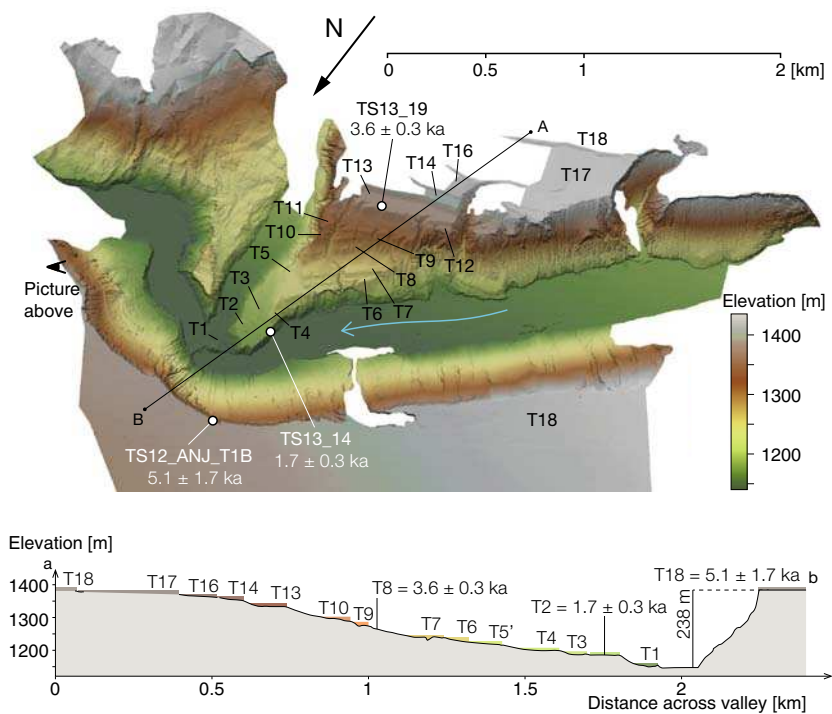 N
0 0.5 1 2 [km]
TS13_19
3.6 ± 0.3 ka
A
T18
T16
T14
T13
T17
T11
T10
T12
T9
T5
T8
T3
T7
T6
T2
T4
T1
Picture
above
Elevation [m]
1400
1300
1200
B
T18
TS13_14
1.7 ± 0.3 ka
TS12_ANJ_T1B
5.1 ± 1.7 ka
Elevation [m]
a
b
1400
1300
1200
T18 T17 T16 T14 T13 T10 T9 T8 = 3.6 ± 0.3 ka T7 T6 T5' T4 T3 T2 = 1.7 ± 0.3 ka T1 T18 = 5.1 ± 1.7 ka
238 m
0 0.5 1 1.5 2
Distance across valley [km]